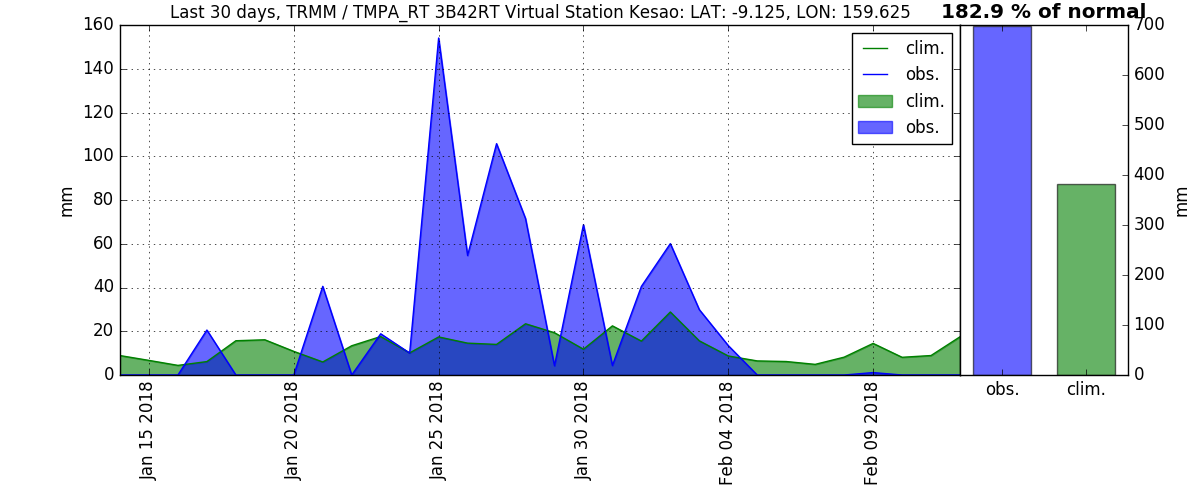 Last 30 days, TRMM / TMPA_RT 3B42RT Virtual Station Kesao: LAT: -9.125, LON: 159.625
182.9 % of normal
160
140
120
100
80
60
40
20
0
mm
clim.
obs.
clim.
obs.
Jan 15 2018
Jan 20 2018
Jan 25 2018
Jan 30 2018
Feb 04 2018
Feb 09 2018
700
600
500
400
300
200
100
0
mm
obs.
clim.